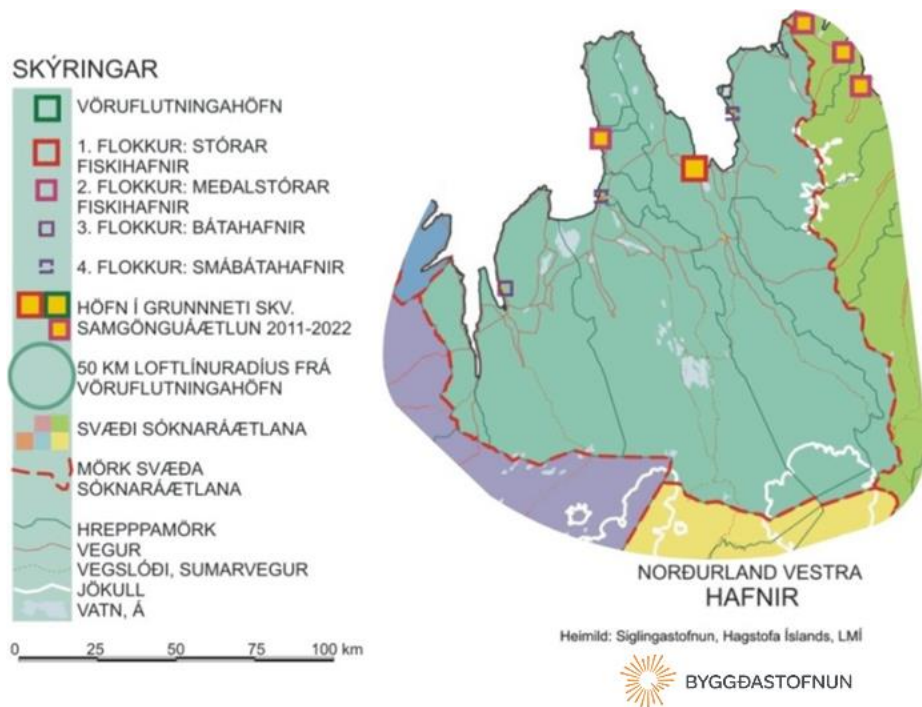 SKÝRINGAR
VÖRUFLUTNINGAHÖFN
1. FLOKKUR: STÓRAR
FISKIHAFNIR
2. FLOKKUR: MEÐALSTÓRAR
FISKIHAFNIR
3. FLOKKUR: BÁTAHAFNIR
4. FLOKKUR: SMÁBÁTAHAFNIR
HÖFN Í GRUNNNETI SKV.
SAMGÖNGUÁÆTLUN 2011-2022
50 KM LOFTLÍNURADÍUS FRÁ
VÖRUFLUTNINGAHÖFN
SVÆÐI SÓKNARÁÆTLANA
MÖRK SVÆÐA
SÓKNARÁÆTLANA
HREPPPAMÖRK
VEGUR
VEGSLÓÐI, SUMARVEGUR
JÖKULL
VATN, Á
0 25 50 75 100 km
NORÐURLAND VESTRA
HAFNIR
Heimild: Siglingastofnun, Hagstofa Íslands, LMÍ
BYGGÐASTOFNUN